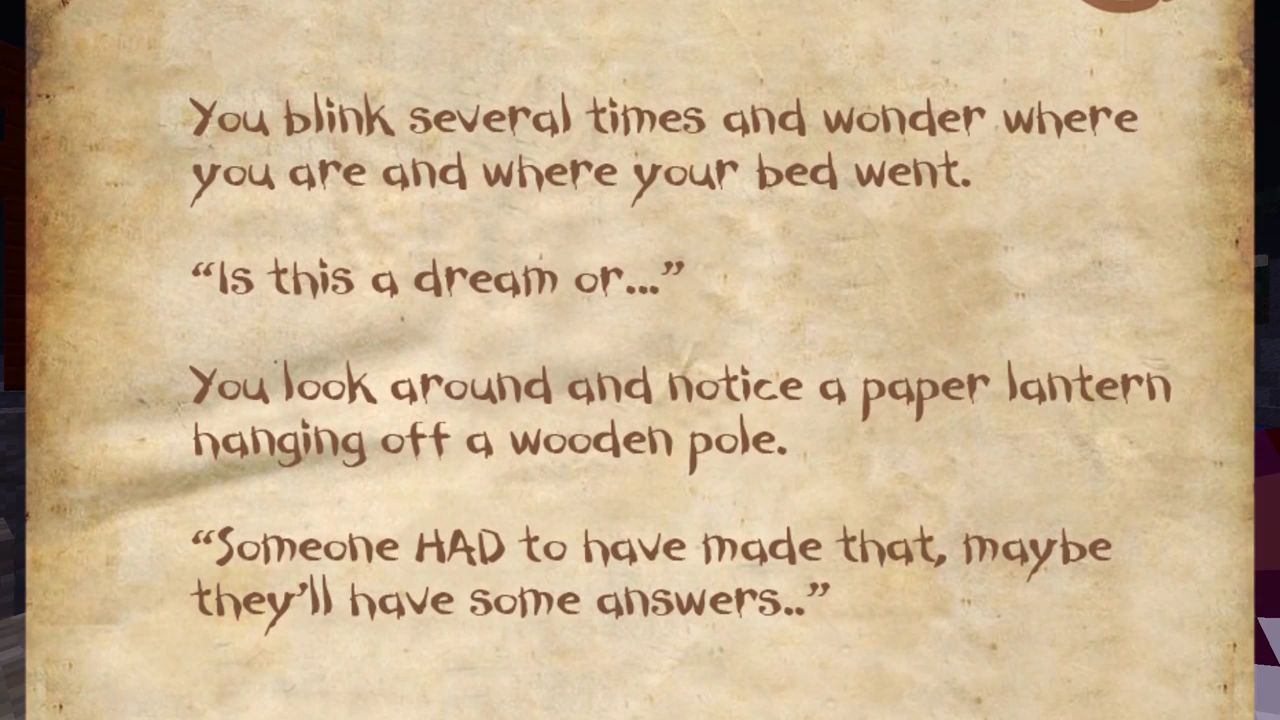 You blink several times and wonder where
you are and where your bed went.
“Is this a dream or...”
You look around and notice a paper lantern
hanging off a wooden pole.
“Someone HAD to have made that, maybe
they’ll have some answers..”